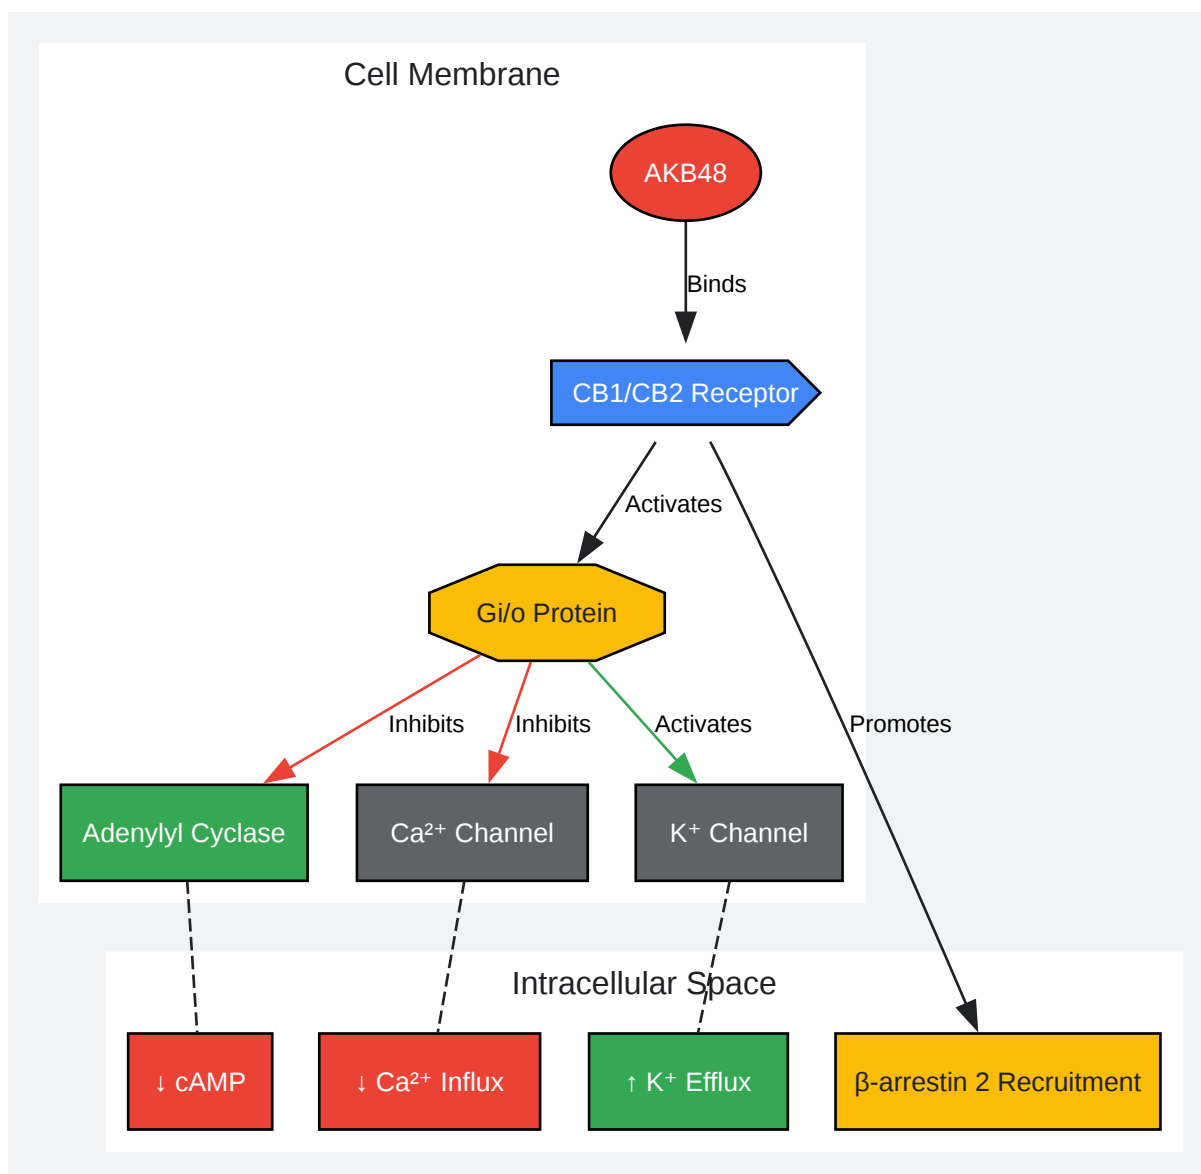 Cell Membrane
AKB48
Binds
CB1/CB2 Receptor
Activates
Gi/o Protein
Inhibits
Inhibits
Activates
Promotes
Adenylyl Cyclase
Ca²⁺ Channel
K⁺ Channel
Intracellular Space
↓ cAMP
↓ Ca²⁺ Influx
↑ K⁺ Efflux
β-arrestin 2 Recruitment